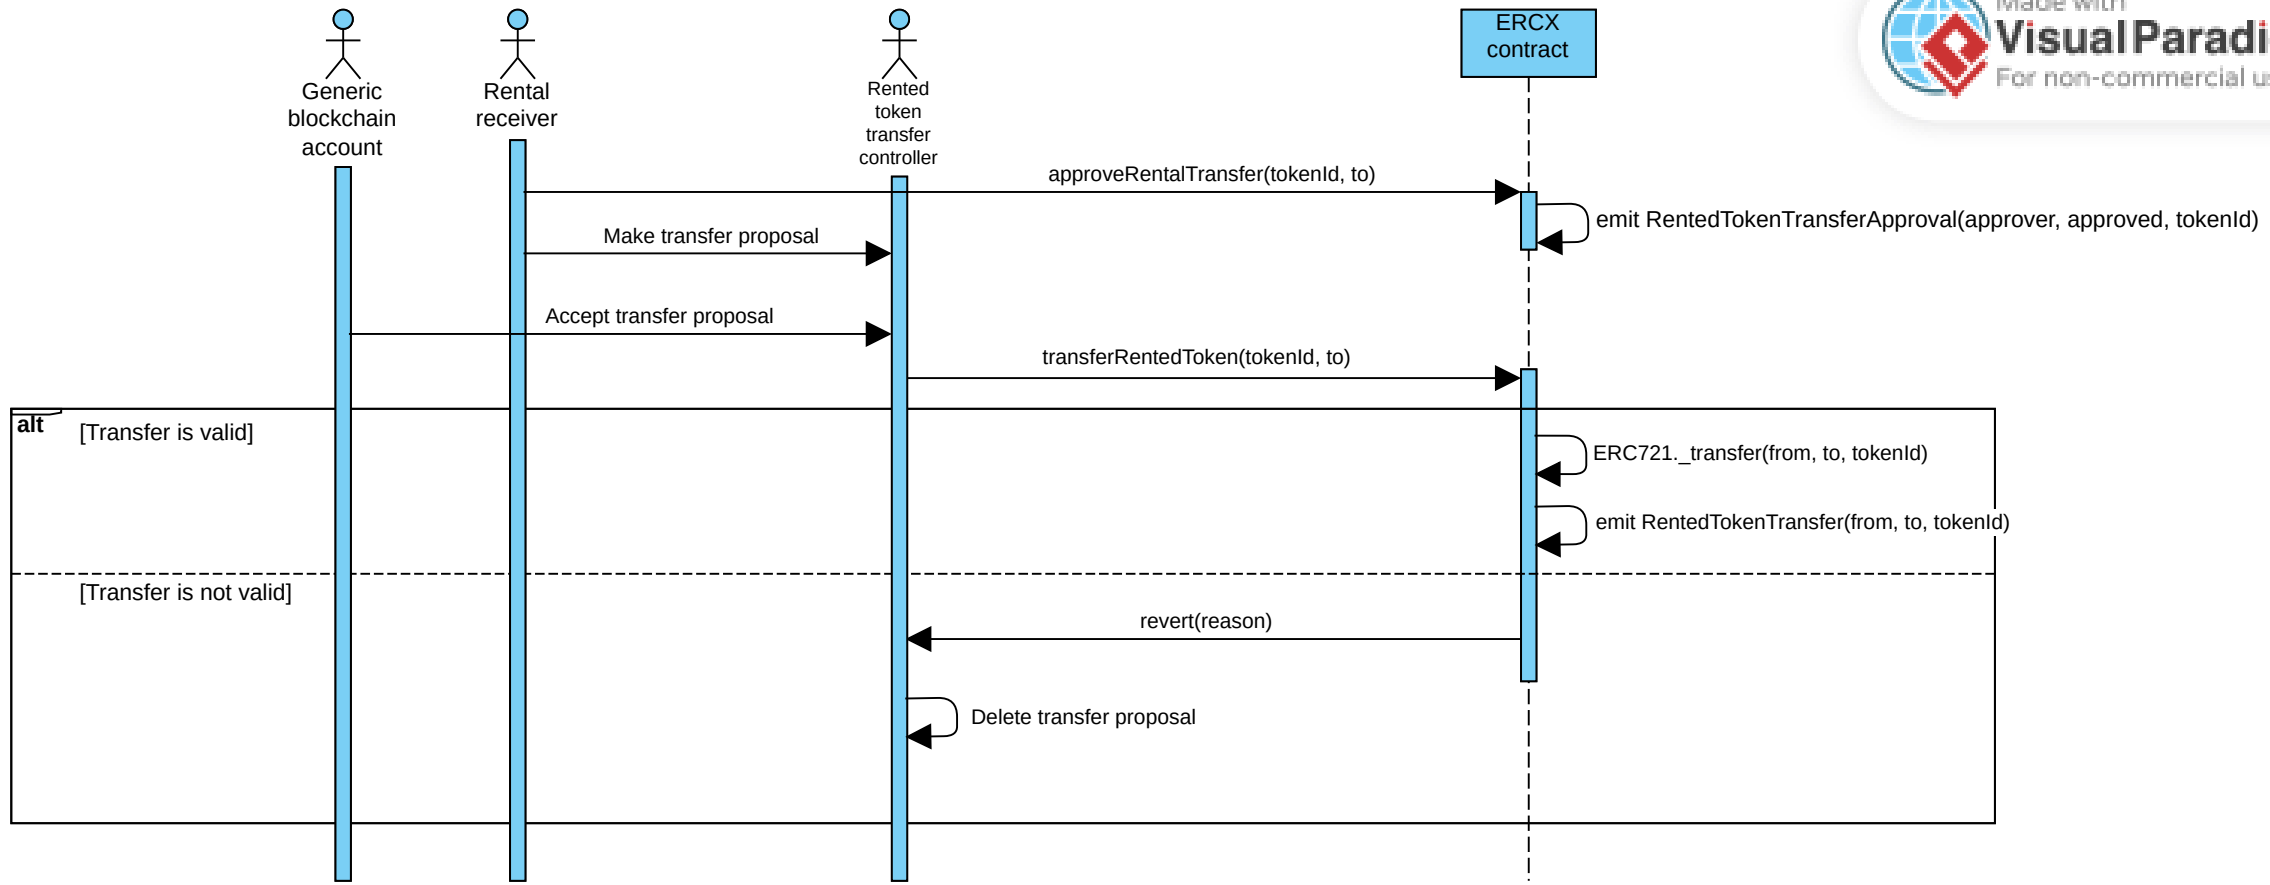 Generic
blockchain
account
Rental
receiver
Rented
token
transfer
controller
ERCX
contract
Made with
For non-commercial
approveRentalTransfer(tokenId, to)
emit RentedTokenTransferApproval(approver, approved, tokenId)
Make transfer proposal
Accept transfer proposal
transferRentedToken(tokenId, to)
alt
[Transfer is valid]
ERC721._transfer(from, to, tokenId)
emit RentedTokenTransfer(from, to, tokenId)
[Transfer is not valid]
revert(reason)
Delete transfer proposal